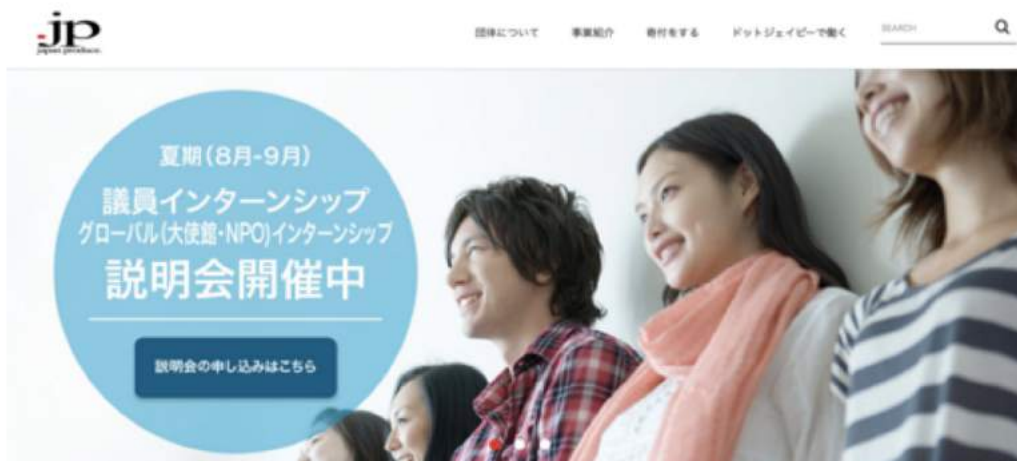 .jp
japan produce.
団体について 事業紹介 寄付をする ドットジェイピーで働く SEARCH
夏期(8月-9月)
議員インターンシップ
グローバル(大使館・NPO)インターンシップ
説明会開催中
説明会の申し込みはこちら